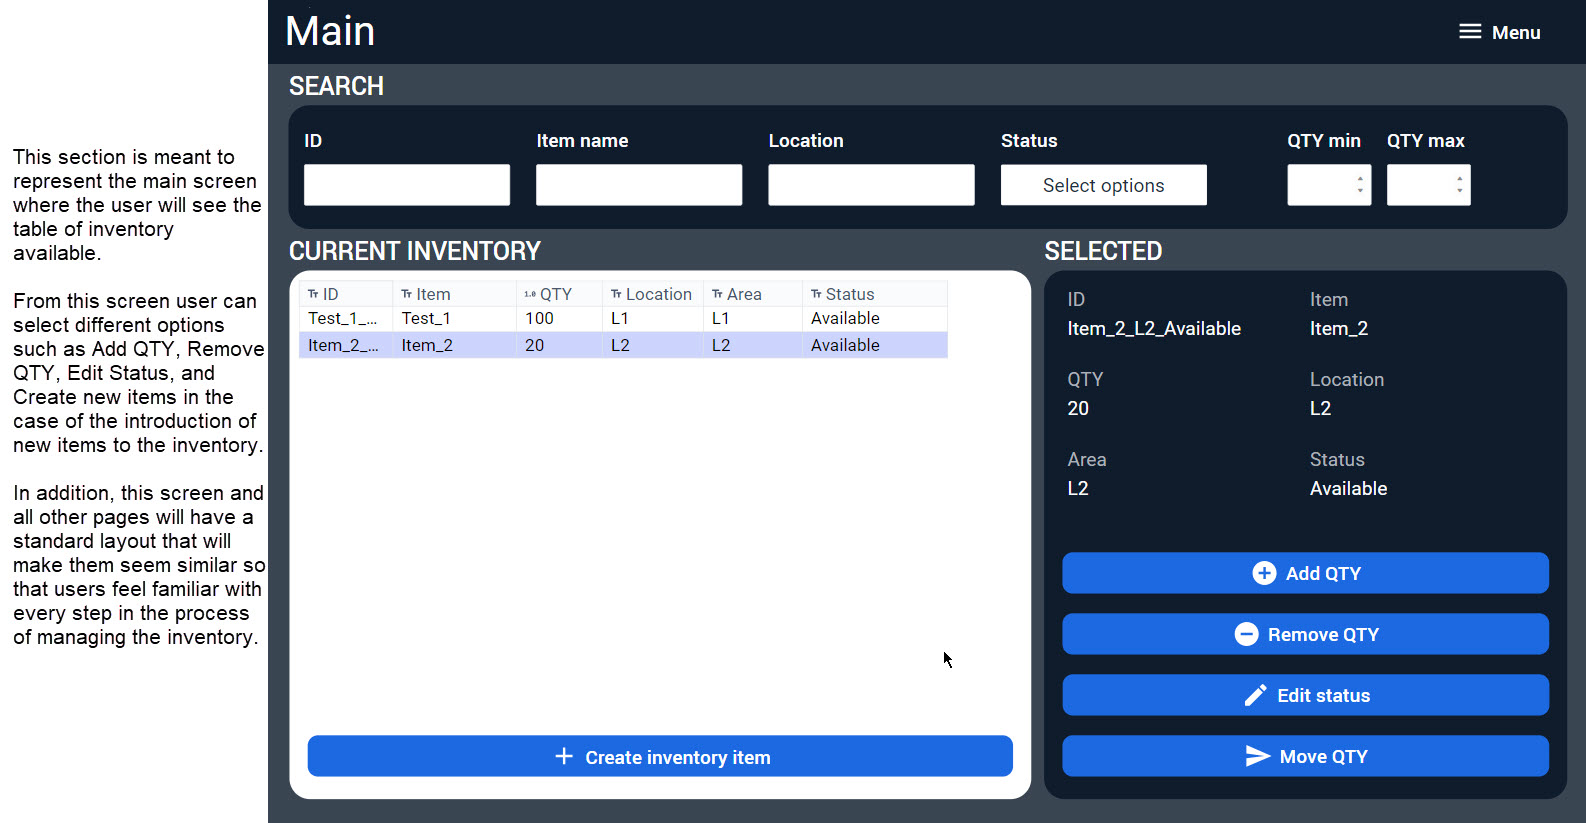 Main
Menu
This section is meant to
represent the main screen
where the user will see the
table of inventory
available.
From this screen user can
select different options
such as Add QTY, Remove
QTY, Edit Status, and
Create new items in the
case of the introduction of
new items to the inventory.
In addition, this screen and
all other pages will have a
standard layout that will
make them seem similar so
that users feel familiar with
every step in the process
of managing the inventory.
SEARCH
ID Item name Location Status QTY min QTY max
Select options
CURRENT INVENTORY
Tт ID Tт Item 1.0 QTY Tт Location Tт Area Tт Status
Test_1_... Test_1 100 L1 L1 Available
Item_2_... Item_2 20 L2 L2 Available
Create inventory item
SELECTED
ID Item
Item_2_L2_Available Item_2
QTY Location
20 L2
Area Status
L2 Available
Add QTY
Remove QTY
Edit status
Move QTY